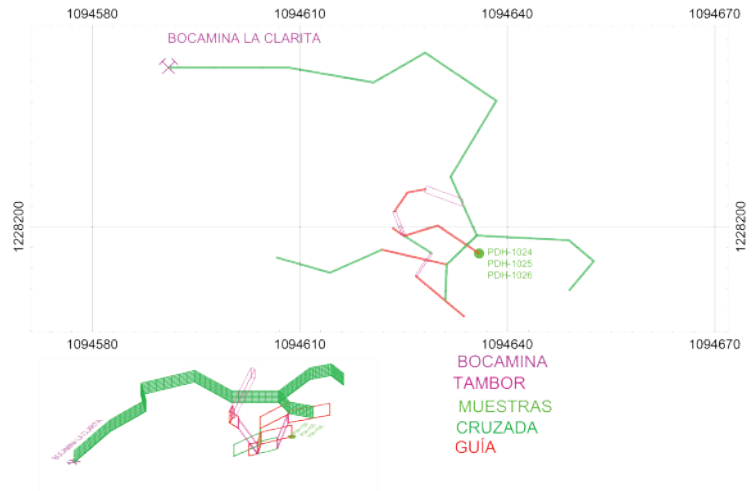 1094580 1094610 1094640 1094670
BOCAMINA LA CLARITA
1228200 1228200
PDH-1024
PDH-1025
PDH-1026
1094580 1094610 1094640 1094670
BOCAMINA
TAMBOR
MUESTRAS
CRUZADA
GUÍA